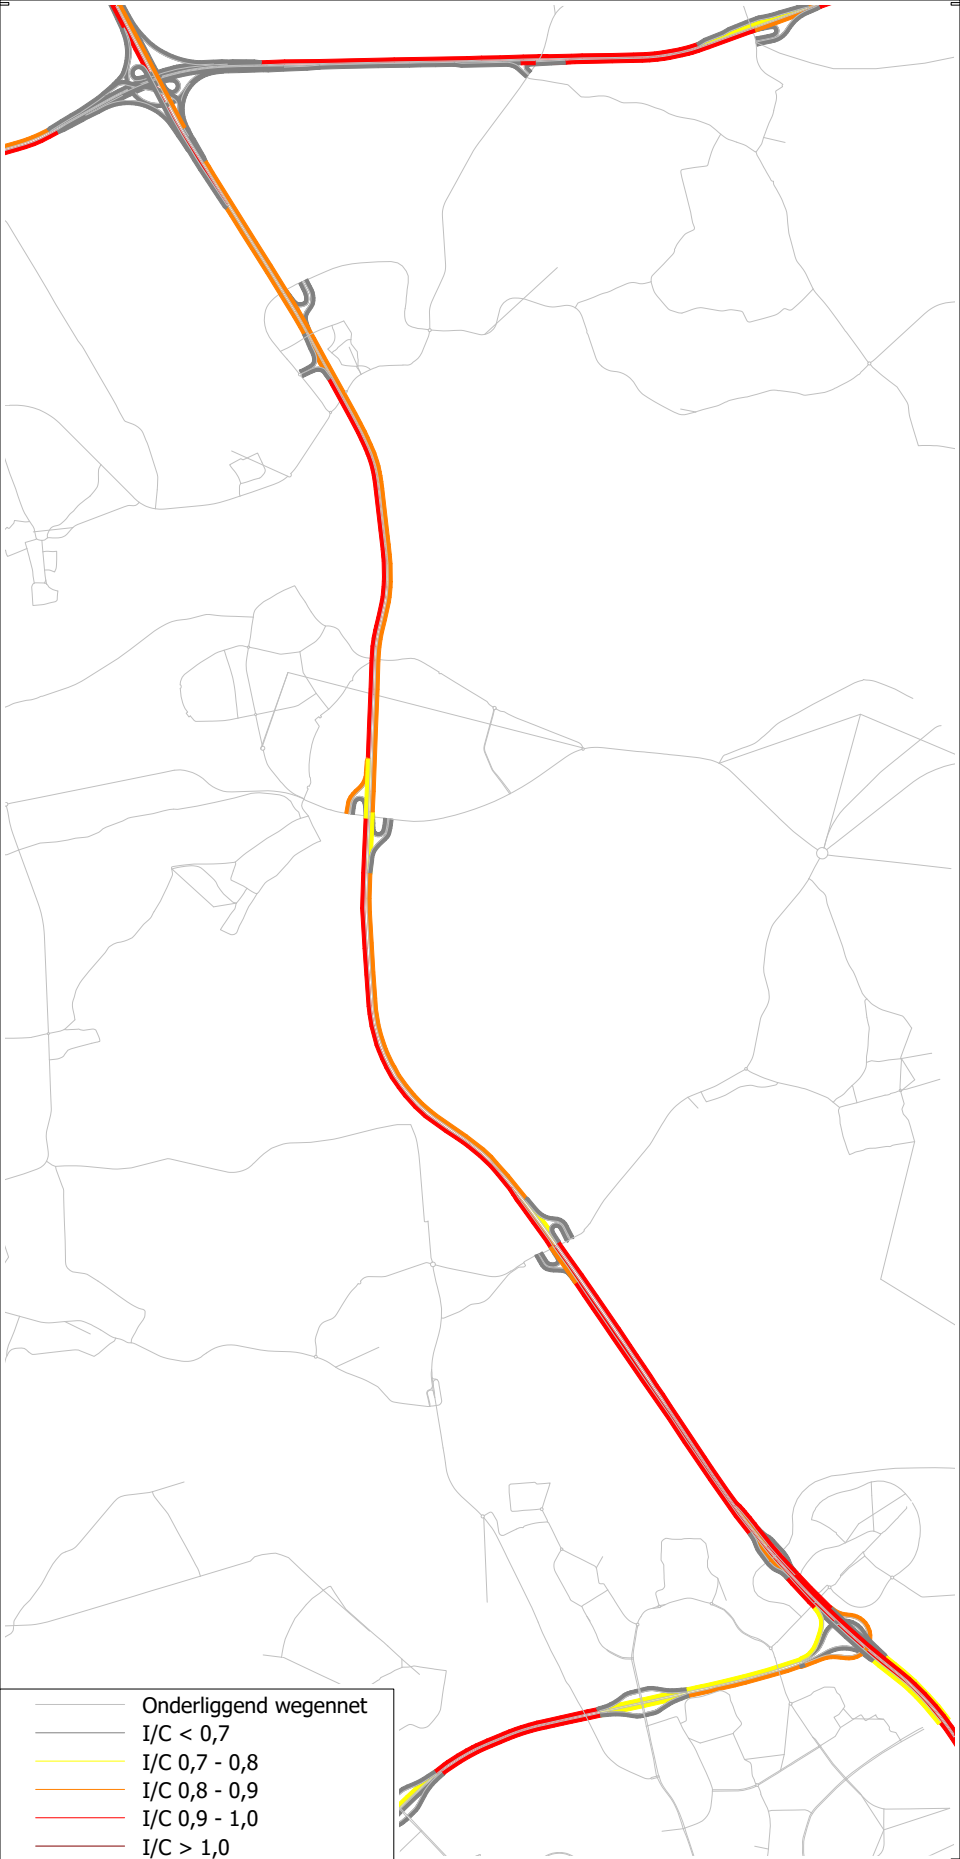 Onderliggend wegennet
I/C < 0,7
I/C 0,7 - 0,8
I/C 0,8 - 0,9
I/C 0,9 - 1,0
I/C > 1,0